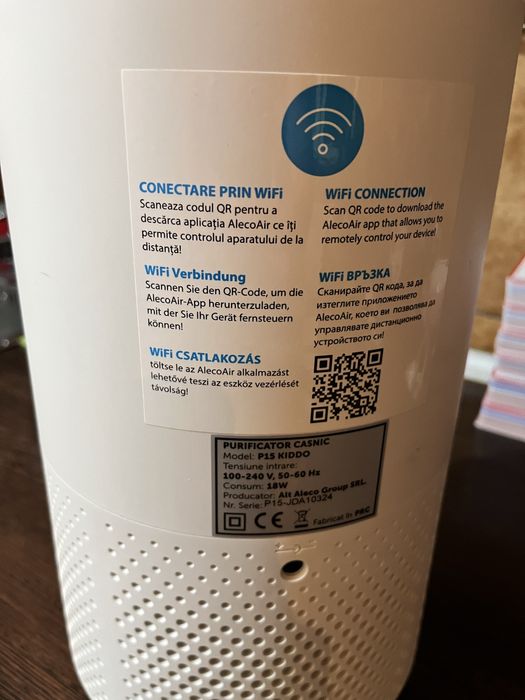 CONECTARE PRIN WiFi
Scaneaza codul QR pentru a
descărca aplicația AlecoAir ce îți
permite controlul aparatului de la
distanță!
WiFi CONNECTION
Scan QR code to download the
AlecoAir app that allows you to
remotely control your device!
WiFi Verbindung
Scannen Sie den QR-Code, um die
AlecoAir-App herunterzuladen,
mit der Sie Ihr Gerät fernsteuern
können!
WiFi ВРЪЗКА
Сканирайте QR кода, за да
изтеглите приложението
AlecoAir, което ви позволява да
управлявате дистанционно
устройството си!
WiFi CSATLAKOZÁS
töltse le az AlecoAir alkalmazást
lehetővé teszi az eszköz vezérlését
távolság!
PURIFICATOR CASNIC
Model: P15 KIDDO
Tensiune intrare:
100-240 V, 50-60 Hz
Consum: 18W
Producator: Alt Aleco Group SRL
Nr. Serie: P15-JDA10324
CE Fabricat în PRC